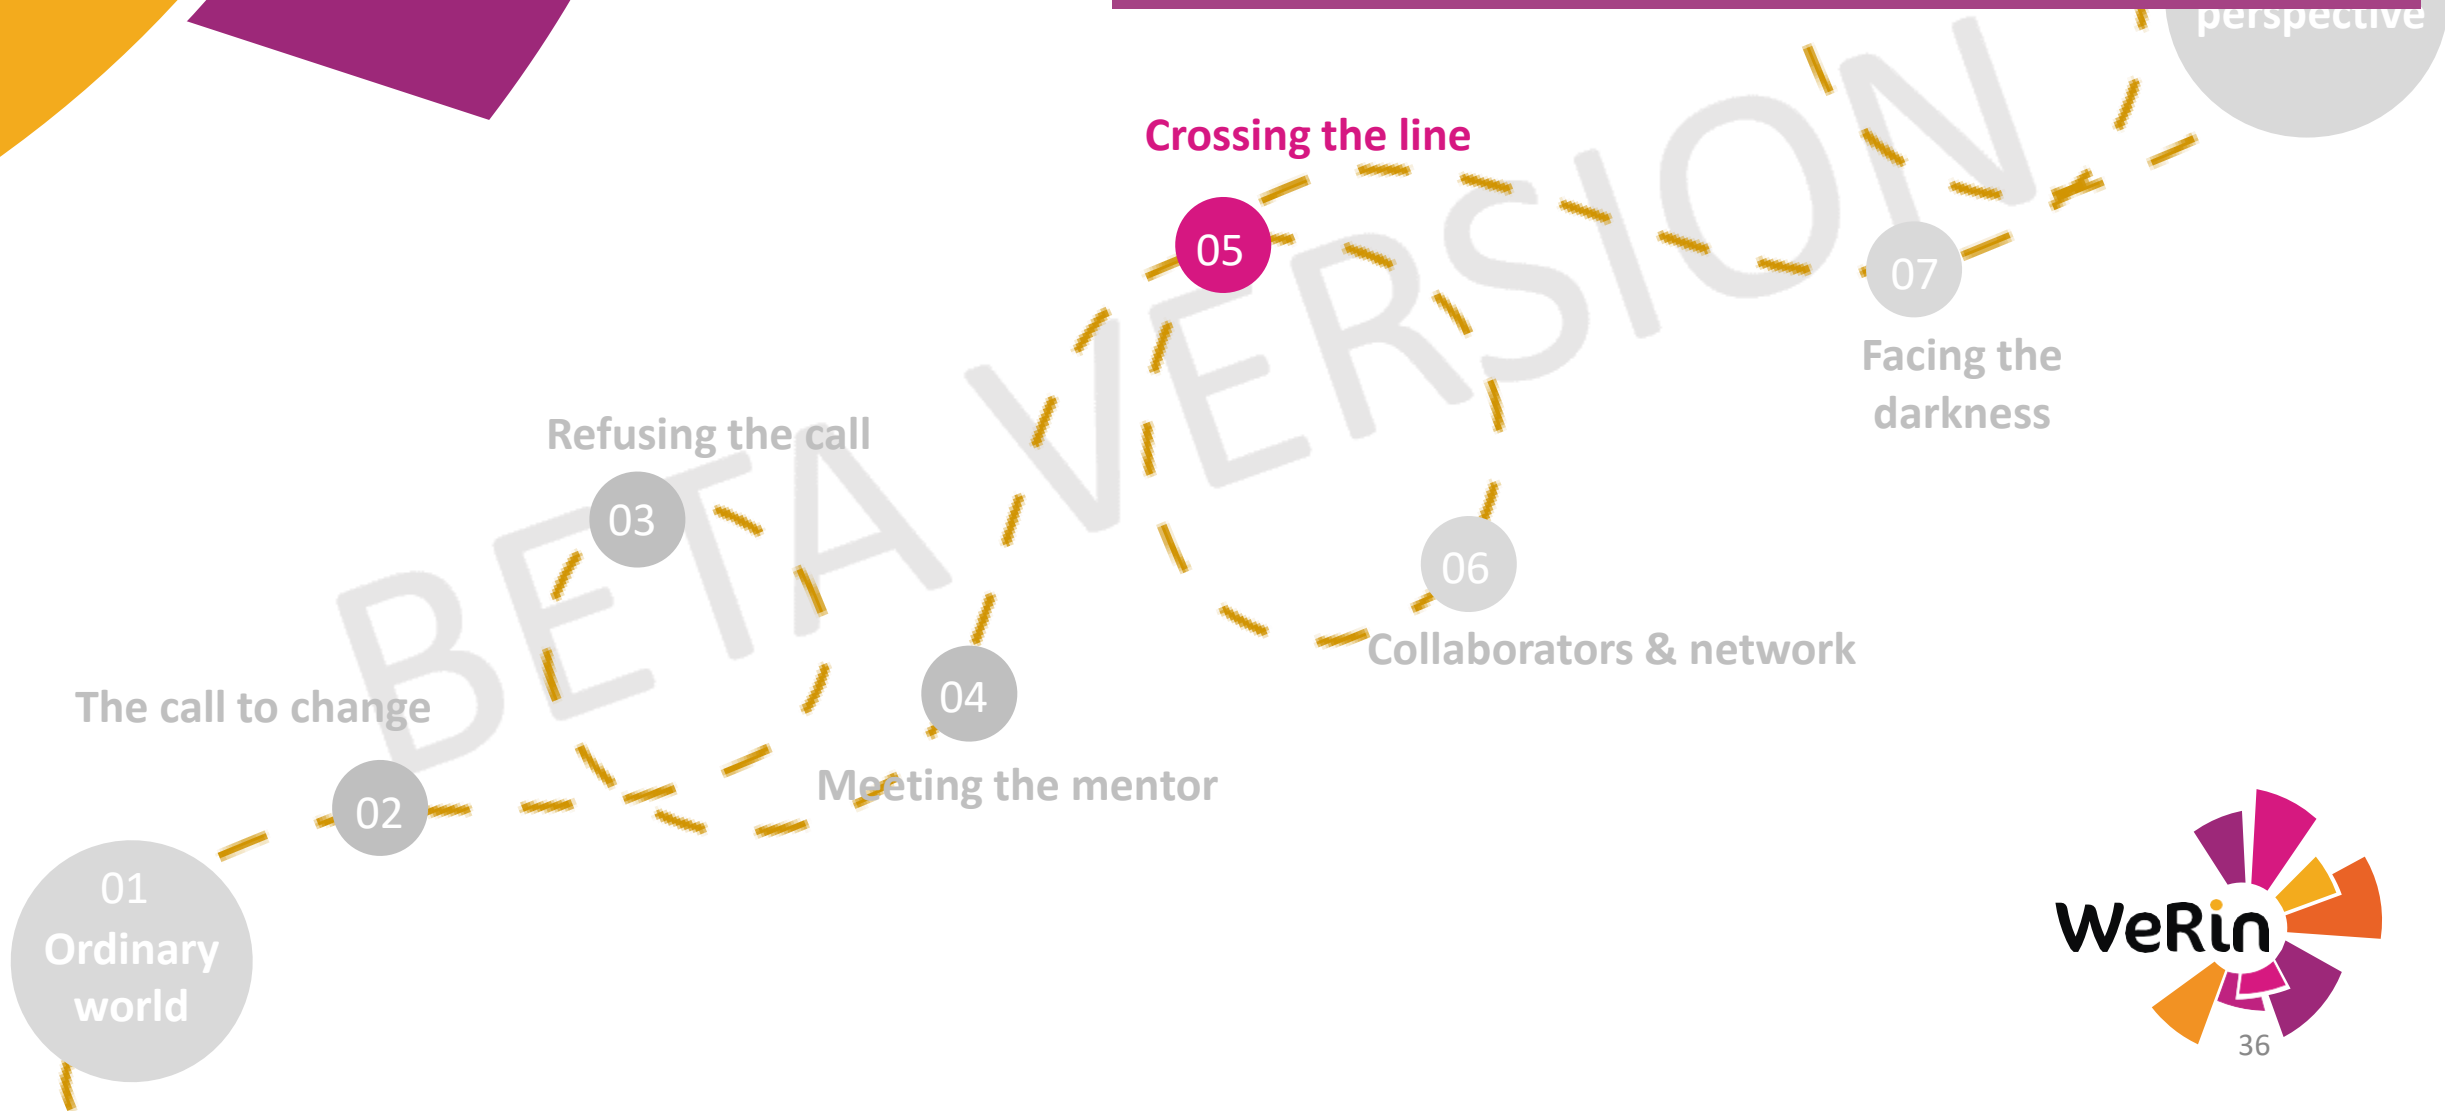 perspective
Crossing the line
05
07
Facing the
darkness
Refusing the call
03
06
Collaborators & network
The call to change
04
Meeting the mentor
02
01
Ordinary
world
BETA VERSION
WeRin
36